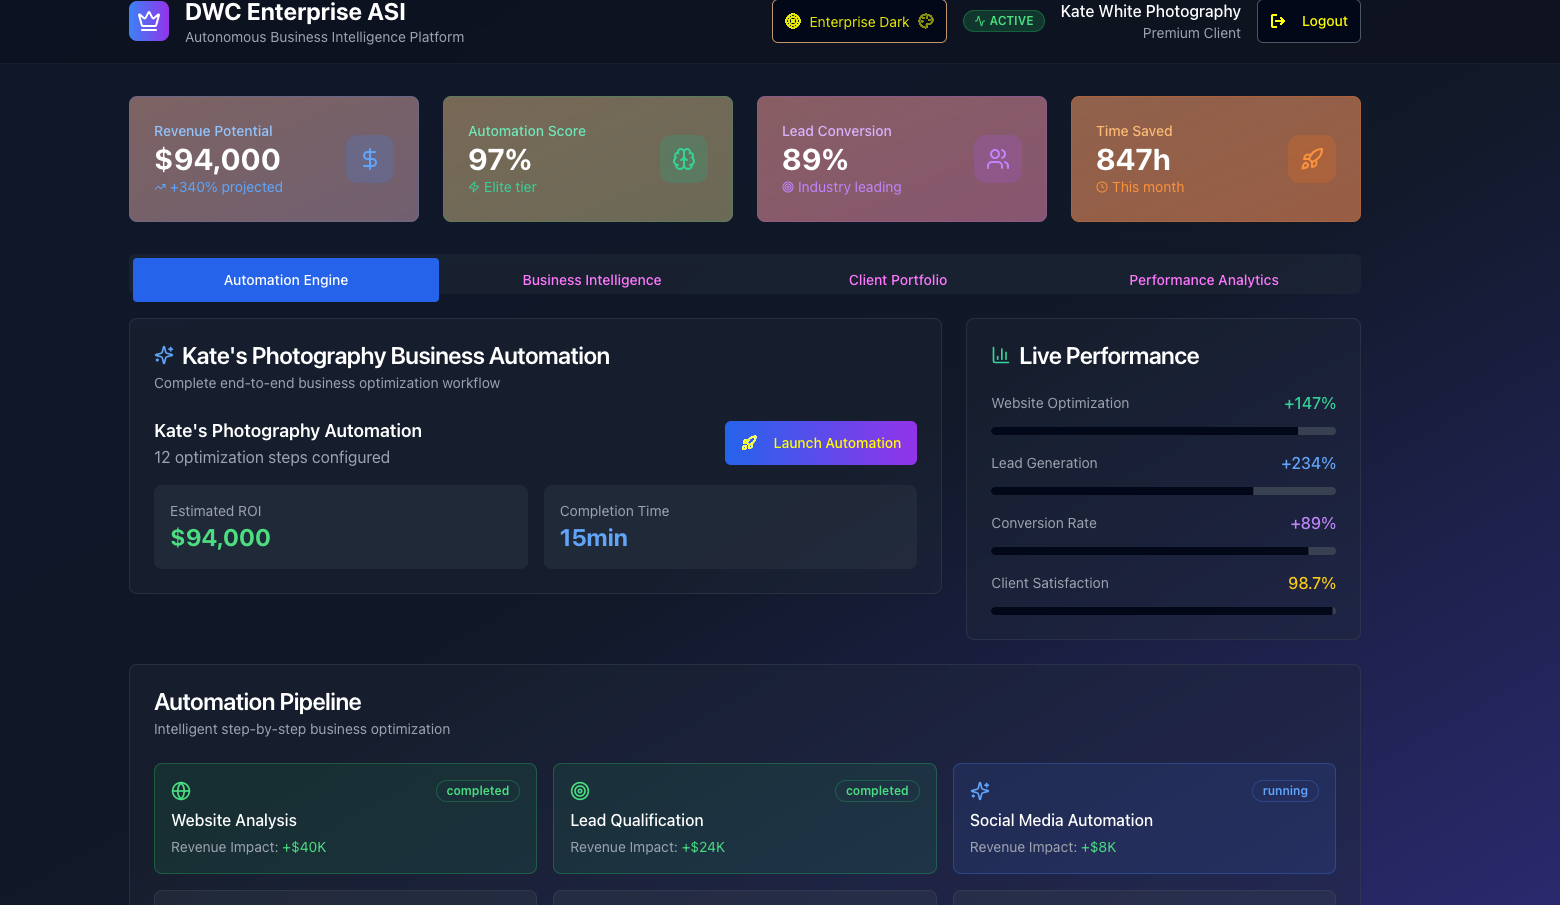 DWC Enterprise ASI
Autonomous Business Intelligence Platform
Enterprise Dark
ACTIVE
Kate White Photography
Premium Client
Logout
Revenue Potential
$94,000
+340% projected
Automation Score
97%
Elite tier
Lead Conversion
89%
Industry leading
Time Saved
847h
This month
Automation Engine
Business Intelligence
Client Portfolio
Performance Analytics
Kate's Photography Business Automation
Complete end-to-end business optimization workflow
Kate's Photography Automation
12 optimization steps configured
Launch Automation
Estimated ROI
$94,000
Completion Time
15min
Live Performance
Website Optimization +147%
Lead Generation +234%
Conversion Rate +89%
Client Satisfaction 98.7%
Automation Pipeline
Intelligent step-by-step business optimization
completed
Website Analysis
Revenue Impact: +$40K
completed
Lead Qualification
Revenue Impact: +$24K
running
Social Media Automation
Revenue Impact: +$8K